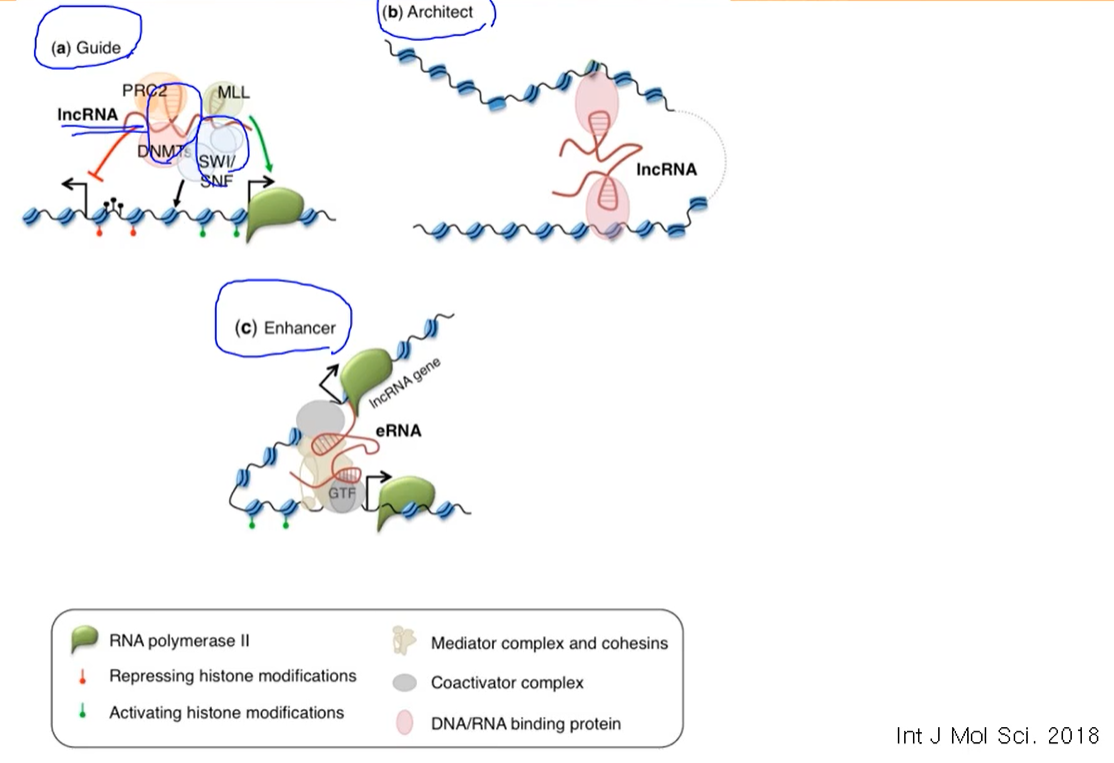 (a) Guide
PRC2
MLL
lncRNA
DNMTs
SWI/
SNF
(b) Architect
lncRNA
(c) Enhancer
lncRNA gene
eRNA
GTF
RNA polymerase II
Repressing histone modifications
Activating histone modifications
Mediator complex and cohesins
Coactivator complex
DNA/RNA binding protein
Int J Mol Sci. 2018